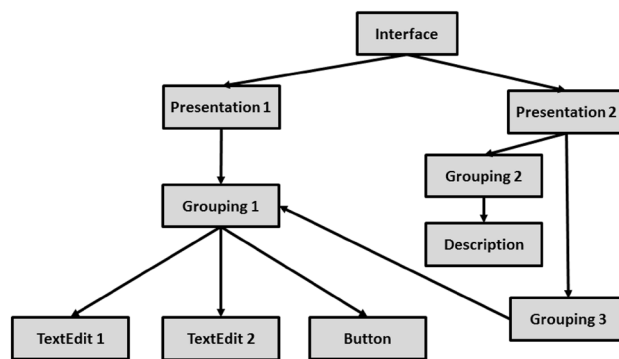 Interface
Presentation 1
Presentation 2
Grouping 2
Grouping 1
Description
Grouping 3
TextEdit 1
TextEdit 2
Button